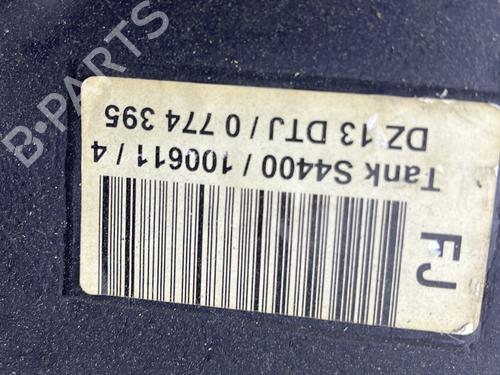 FJ
Tank S4400 / 100611 / 4
DZ 13 DTJ / 0 774 395
B-PARTS